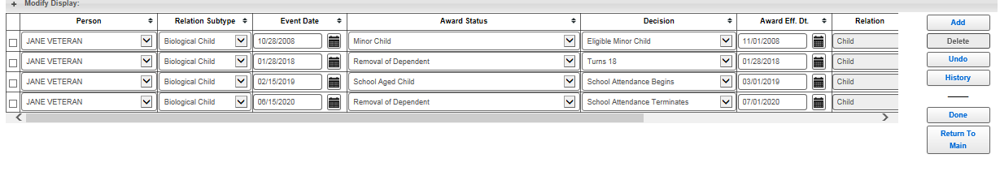 + Modify Display:
Person Relation Subtype Event Date Award Status Decision Award Eff. Dt. Relation
JANE VETERAN Biological Child 10/28/2008 Minor Child Eligible Minor Child 11/01/2008 Child
JANE VETERAN Biological Child 01/28/2018 Removal of Dependent Turns 18 01/28/2018 Child
JANE VETERAN Biological Child 02/15/2019 School Aged Child School Attendance Begins 03/01/2019 Child
JANE VETERAN Biological Child 06/15/2020 Removal of Dependent School Attendance Terminates 07/01/2020 Child
Add
Delete
Undo
History
Done
Return To
Main